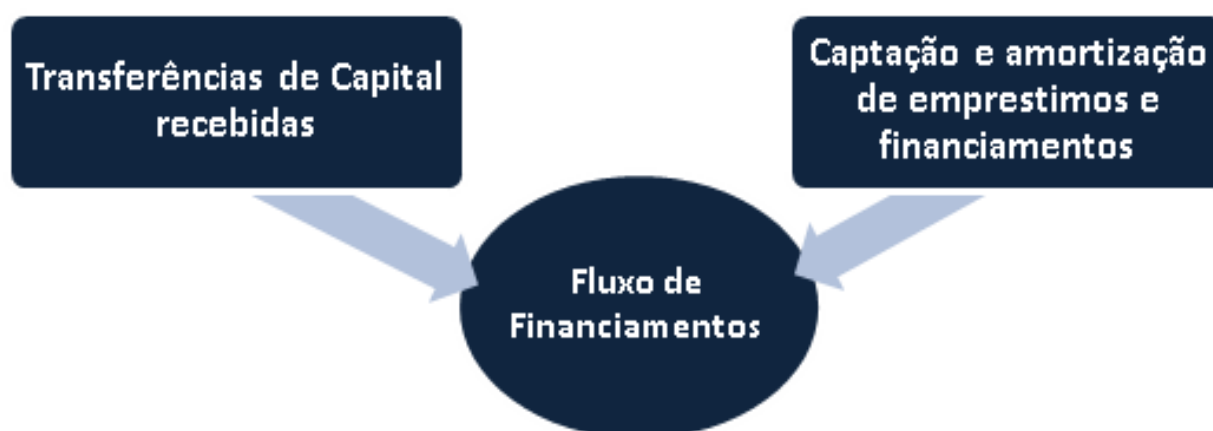 Transferências de Capital
recebidas
Captação e amortização
de emprestimos e
financiamentos
Fluxo de
Financiamentos